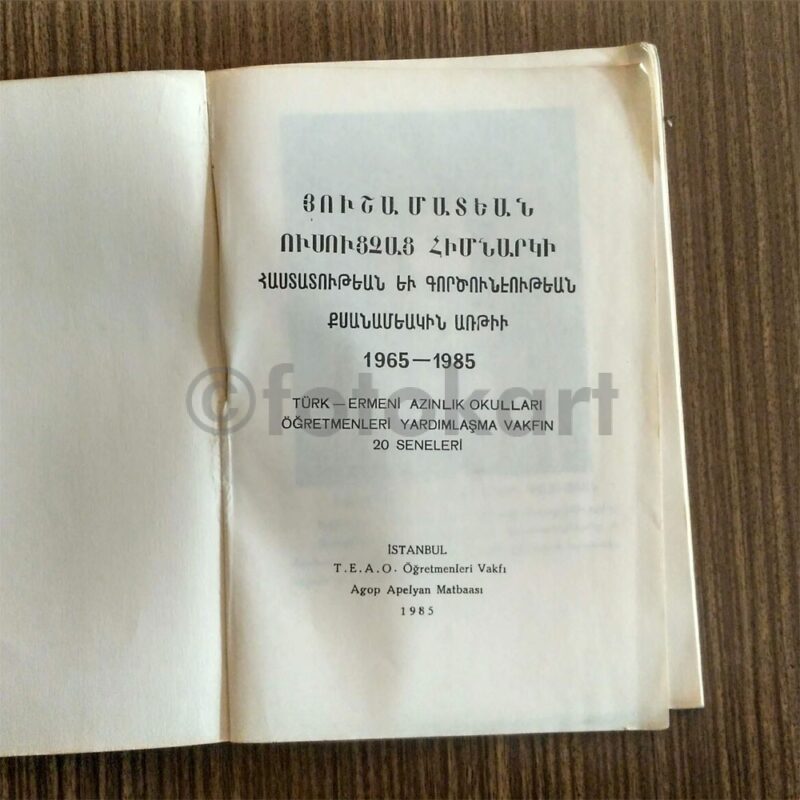 ՅՈՒՇԱՄԱՏԵԱՆ
ՈՒՍՈՒՑՉԱՑ ՀԻՄՆԱՐԿԻ
ՀԱՍՏԱՏՈՒԹԵԱՆ ԵՒ ԳՈՐԾՈՒՆԷՈՒԹԵԱՆ
ՔՍԱՆԱՄԵԱԿԻՆ ԱՌԹԻՒ
1965—1985
©fotokart
TÜRK — ERMENİ AZINLIK OKULLARI
ÖĞRETMENLERİ YARDIMLAŞMA VAKFIN
20 SENELERİ
İSTANBUL
T.E.A.O. Öğretmenleri Vakfı
Agop Apelyan Matbaası
1985